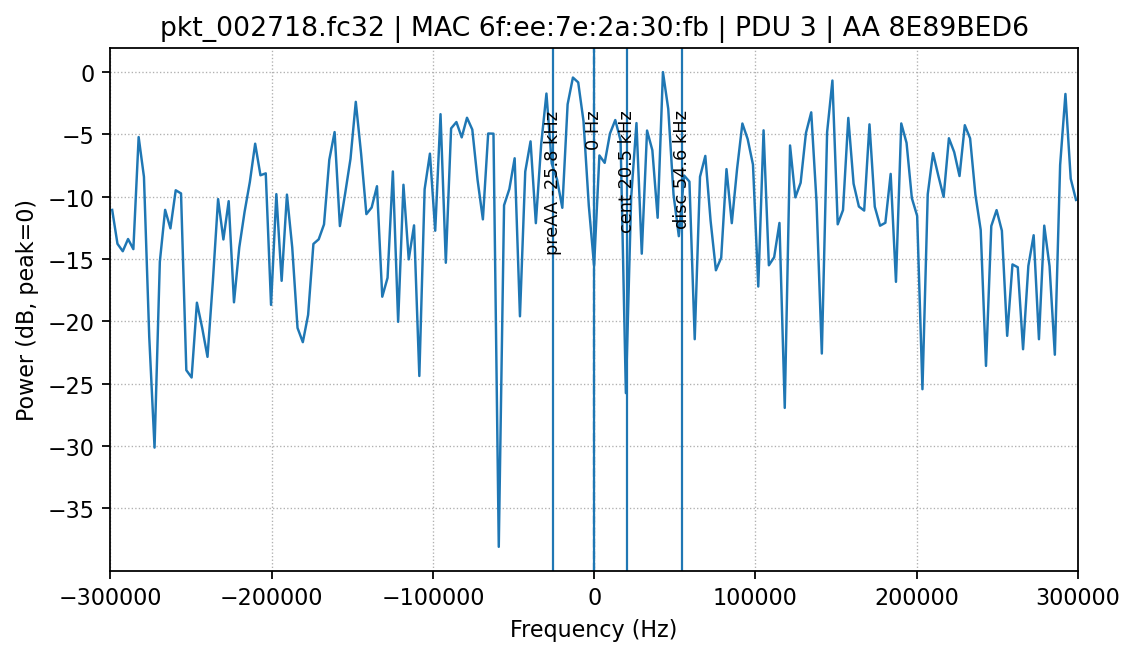 pkt_002718.fc32 | MAC 6f:ee:7e:2a:30:fb | PDU 3 | AA 8E89BED6
Power (dB, peak=0)
0
−5
−10
−15
−20
−25
−30
−35
preAA -25.8 kHz
0 Hz
cent 20.5 kHz
disc 54.6 kHz
−300000
−200000
−100000
0
100000
200000
300000
Frequency (Hz)